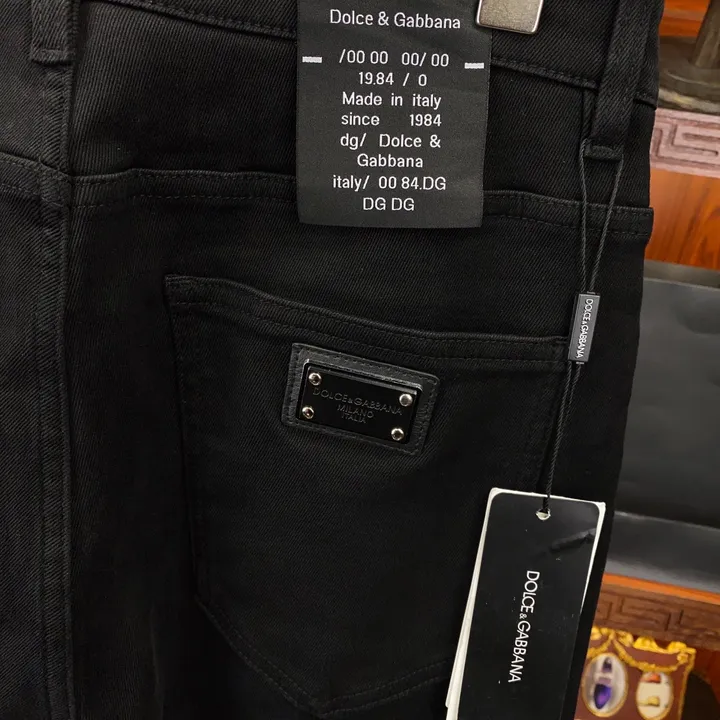 Dolce & Gabbana
/00 00 00/ 00
19.84 / 0
Made in italy
since 1984
dg/ Dolce &
Gabbana
italy/ 00 84.DG
DG DG
DOLCE & GABBANA
DOLCE & GABBANA
MILANO
ITALIA
DOLCE & GABBANA